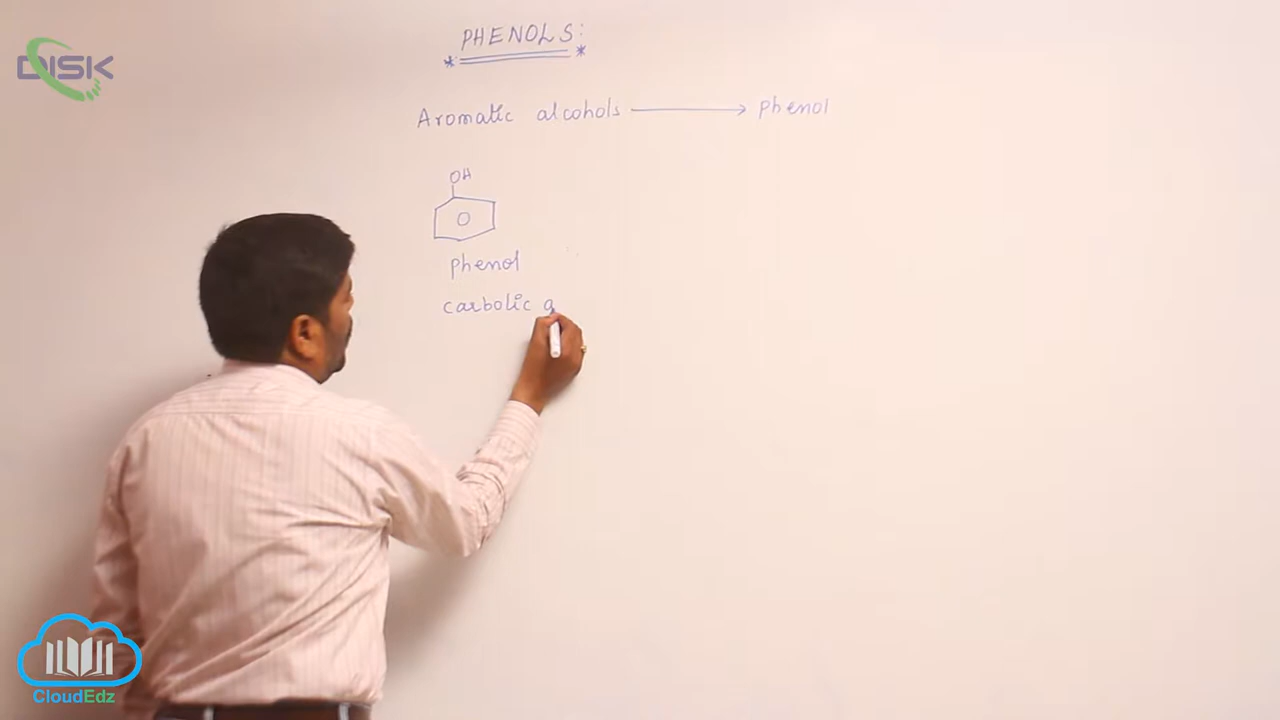 DISK
PHENOLS:
Aromatic alcohols → phenol
OH
phenol
carbolic a
CloudEdz